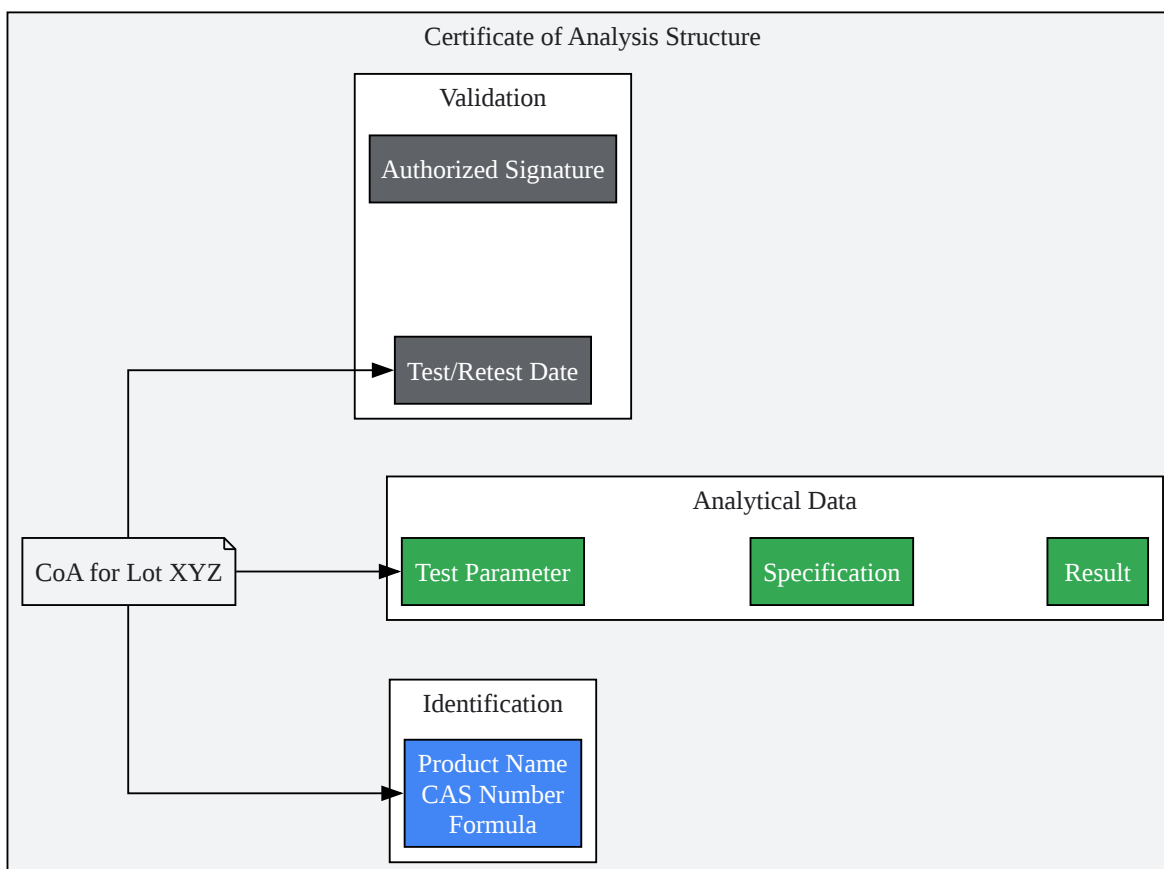 Certificate of Analysis Structure
Validation
Authorized Signature
Test/Retest Date
Analytical Data
CoA for Lot XYZ
Test Parameter
Specification
Result
Identification
Product Name
CAS Number
Formula